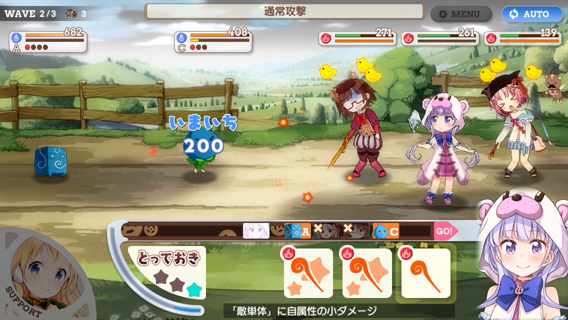 WAVE 2/3
3
通常攻撃
MENU
AUTO
682
A
408
C
271
261
139
いまいち
200
A
C
GO!
とっておき
SUPPORT
「敵単体」に自属性の小ダメージ